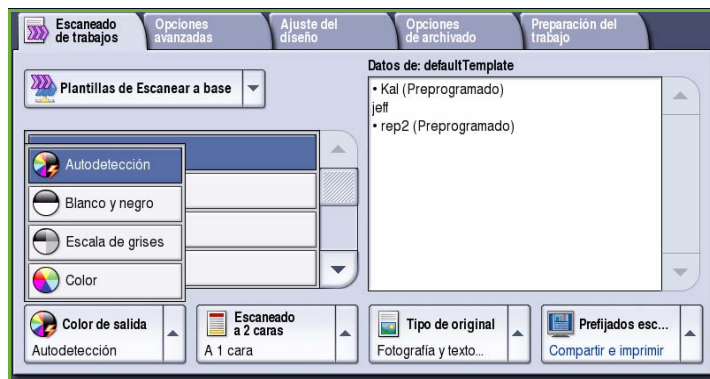 Escaneado
de trabajos
Opciones
avanzadas
Ajuste del
diseño
Opciones
de archivado
Preparación del
trabajo
Plantillas de Escanear a base
Datos de: defaultTemplate
• Kal (Preprogramado)
jeff
• rep2 (Preprogramado)
Autodetección
Blanco y negro
Escala de grises
Color
Color de salida
Autodetección
Escaneado
a 2 caras
A 1 cara
Tipo de original
Fotografía y texto...
Prefijados esc...
Compartir e imprimir